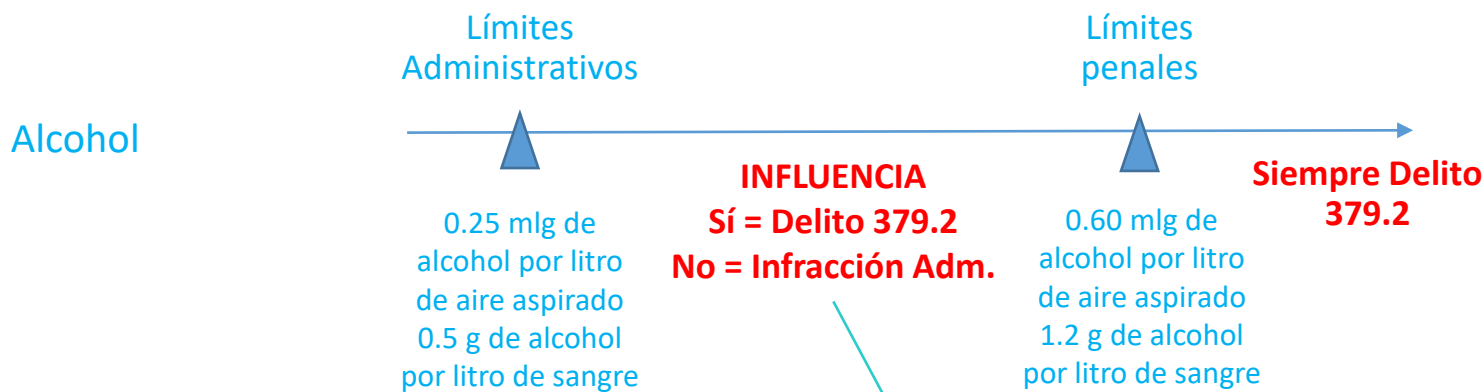 Límites
Administrativos
Límites
penales
Alcohol
INFLUENCIA
Sí = Delito 379.2
No = Infracción Adm.
Siempre Delito
379.2
0.25 mlg de
alcohol por litro
de aire aspirado
0.5 g de alcohol
por litro de sangre
0.60 mlg de
alcohol por litro
de aire aspirado
1.2 g de alcohol
por litro de sangre